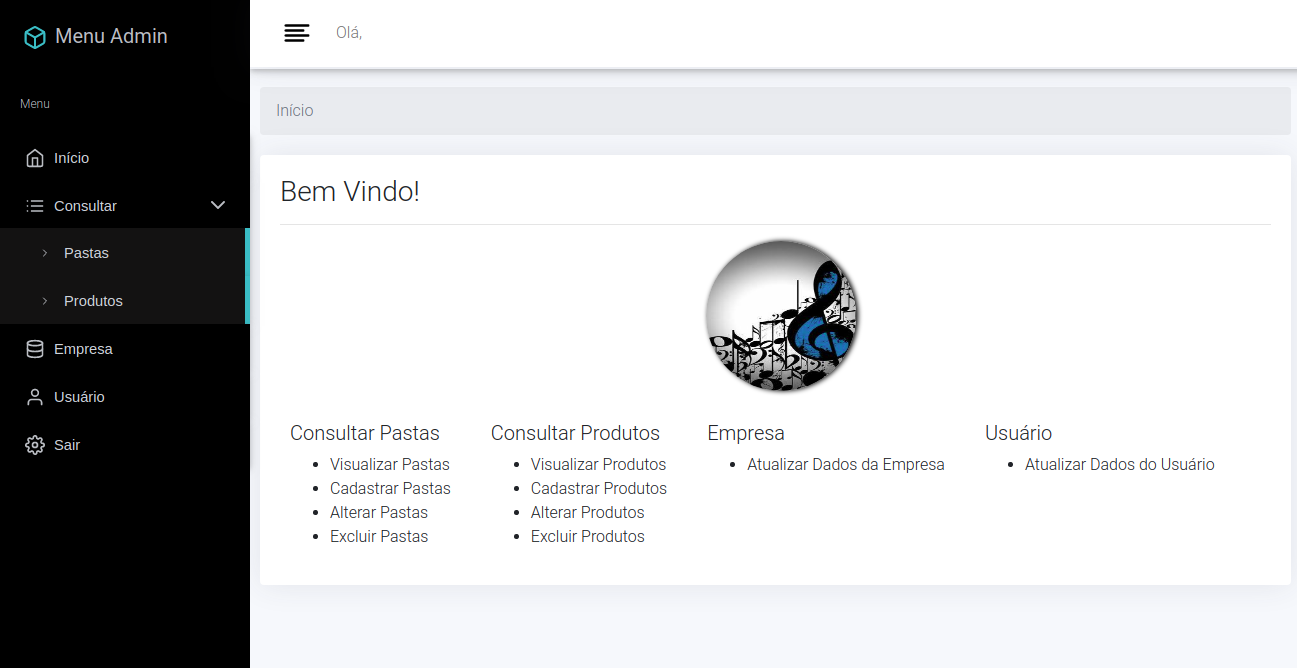 Menu Admin
Menu
Início
Consultar
Pastas
Produtos
Empresa
Usuário
Sair
Olá,
Início
Bem Vindo!
Consultar Pastas
Visualizar Pastas
Cadastrar Pastas
Alterar Pastas
Excluir Pastas
Consultar Produtos
Visualizar Produtos
Cadastrar Produtos
Alterar Produtos
Excluir Produtos
Empresa
Atualizar Dados da Empresa
Usuário
Atualizar Dados do Usuário